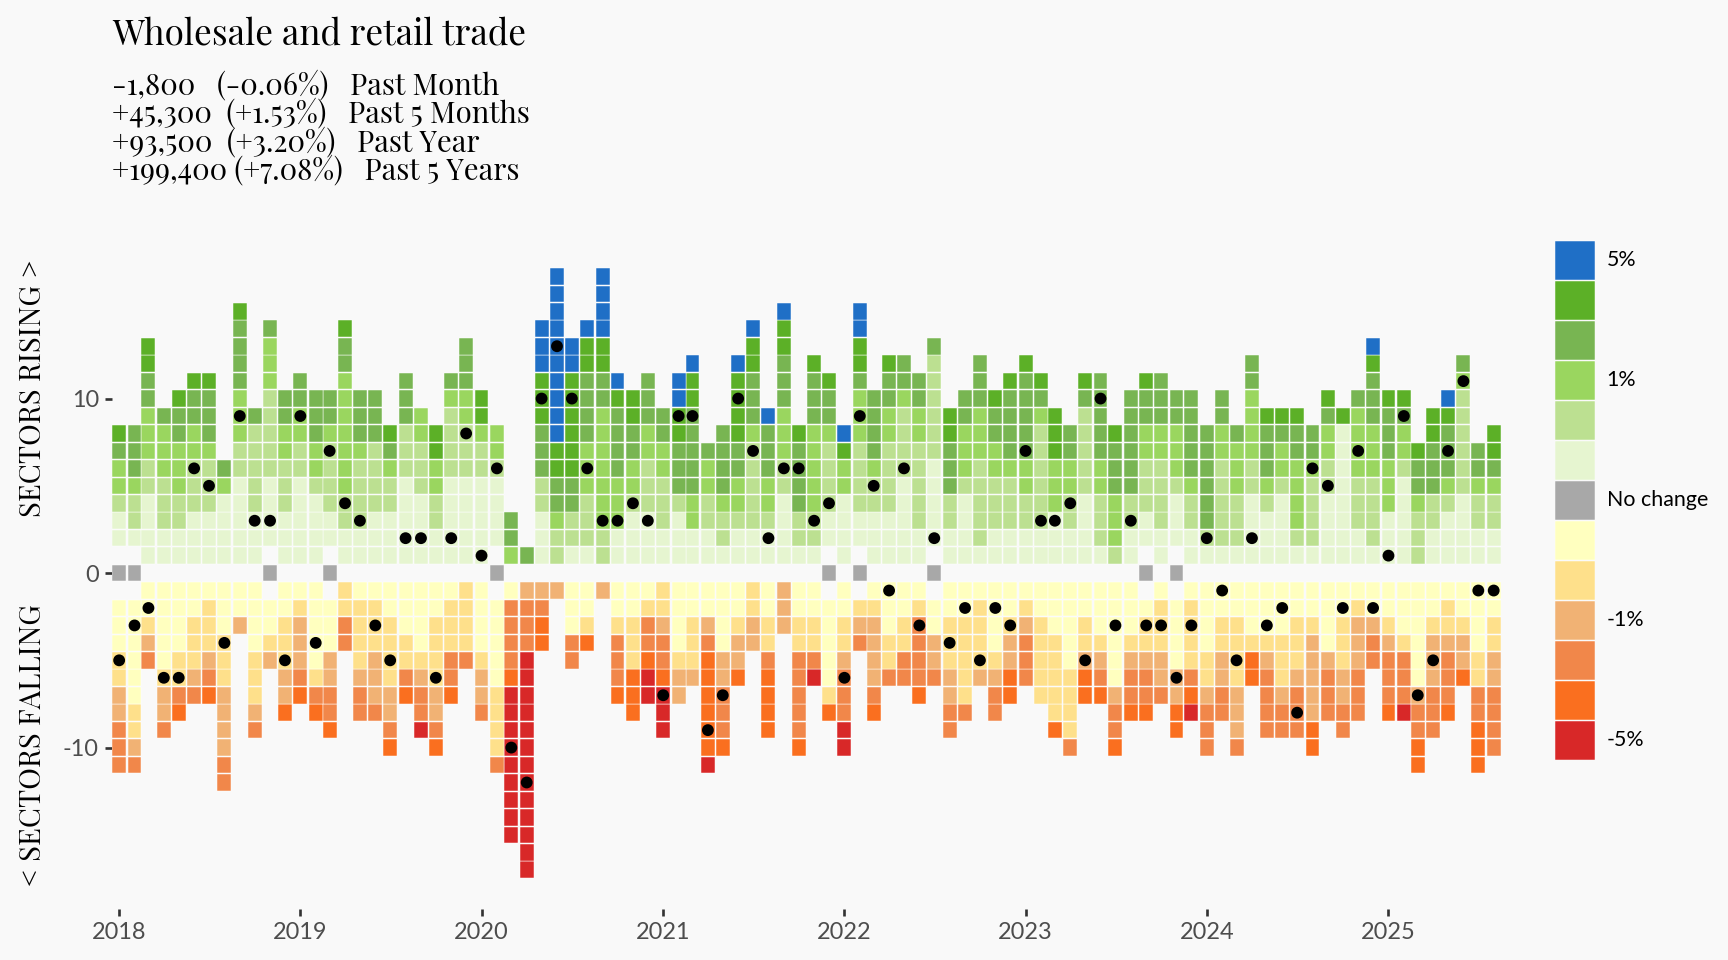 Wholesale and retail trade
-1,800 (-0.06%) Past Month
+45,300 (+1.53%) Past 5 Months
+93,500 (+3.20%) Past Year
+199,400 (+7.08%) Past 5 Years
SECTORS RISING >
< SECTORS FALLING
10
0
-10
2018 2019 2020 2021 2022 2023 2024 2025
5%
1%
No change
-1%
-5%